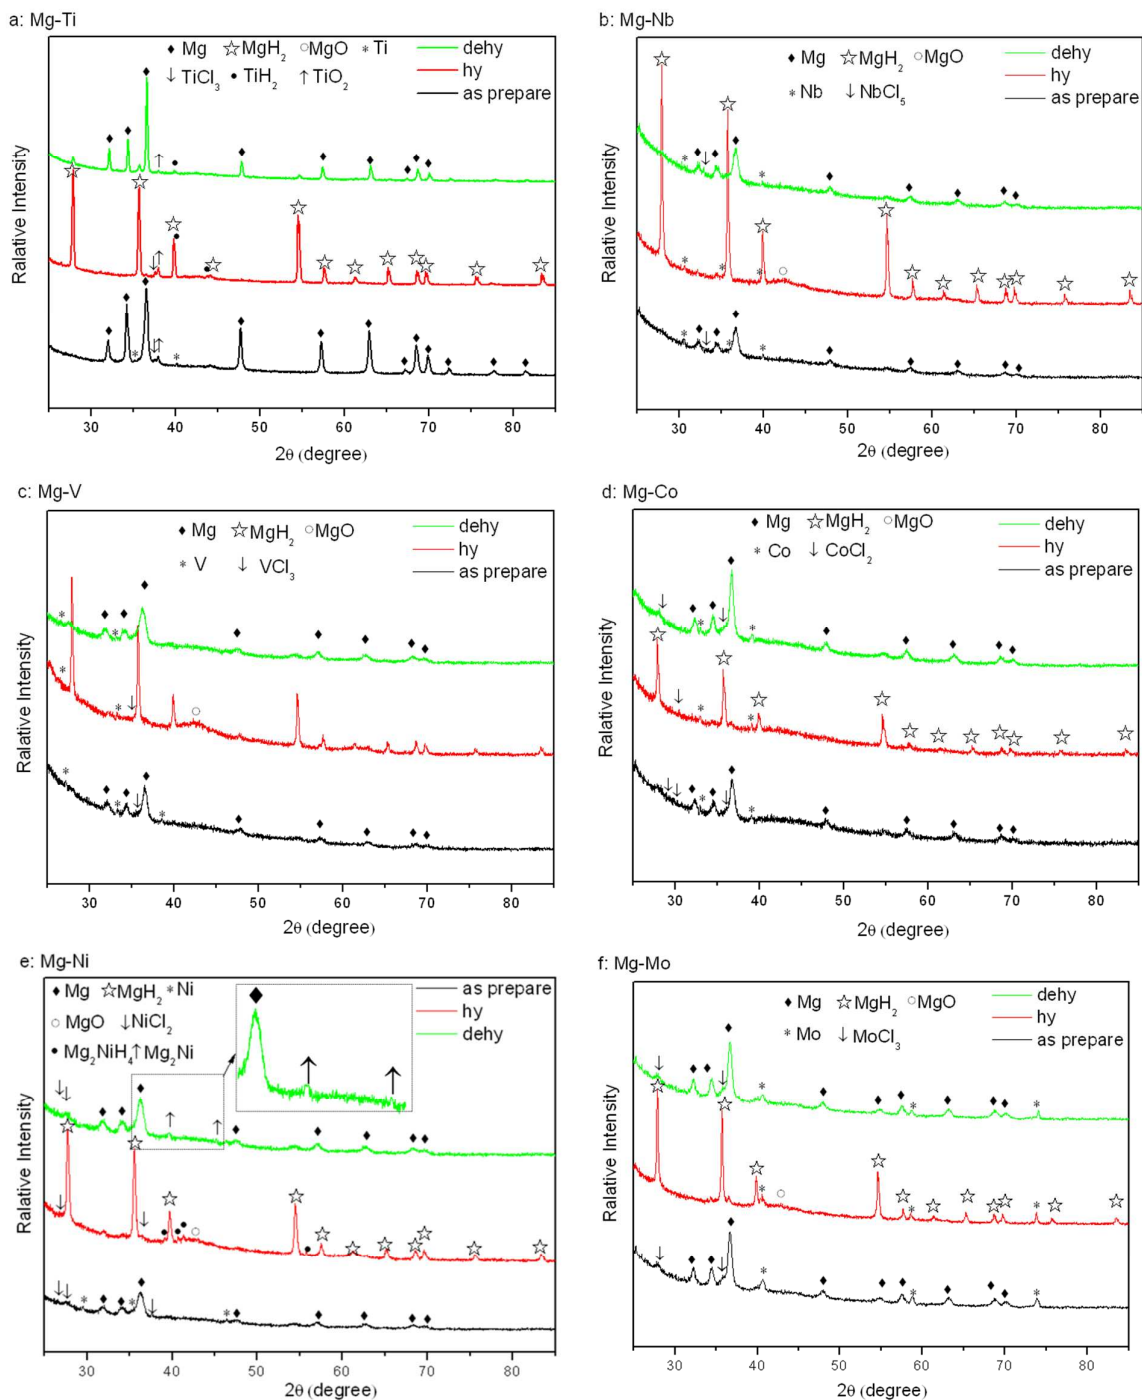 a: Mg-Ti
Ralative Intensity
♦ Mg ☆ MgH₂ ○ MgO * Ti
↓ TiCl₃ • TiH₂ ↑ TiO₂
dehy
hy
as prepare
30 40 50 60 70 80
2θ (degree)
b: Mg-Nb
Ralative Intensity
♦ Mg ☆ MgH₂ ○ MgO
* Nb ↓ NbCl₅
dehy
hy
as prepare
30 40 50 60 70 80
2θ (degree)
c: Mg-V
Ralative Intensity
♦ Mg ☆ MgH₂ ○ MgO
* V ↓ VCl₃
dehy
hy
as prepare
30 40 50 60 70 80
2θ (degree)
d: Mg-Co
Ralative Intensity
♦ Mg ☆ MgH₂ ○ MgO
* Co ↓ CoCl₂
dehy
hy
as prepare
30 40 50 60 70 80
2θ (degree)
e: Mg-Ni
Ralative Intensity
♦ Mg ☆ MgH₂ * Ni
○ MgO ↓NiCl₂
• Mg₂NiH₄ ↑ Mg₂Ni
as prepare
hy
dehy
30 40 50 60 70 80
2θ (degree)
f: Mg-Mo
Ralative Intensity
♦ Mg ☆ MgH₂ ○ MgO
* Mo ↓ MoCl₃
dehy
hy
as prepare
30 40 50 60 70 80
2θ (degree)